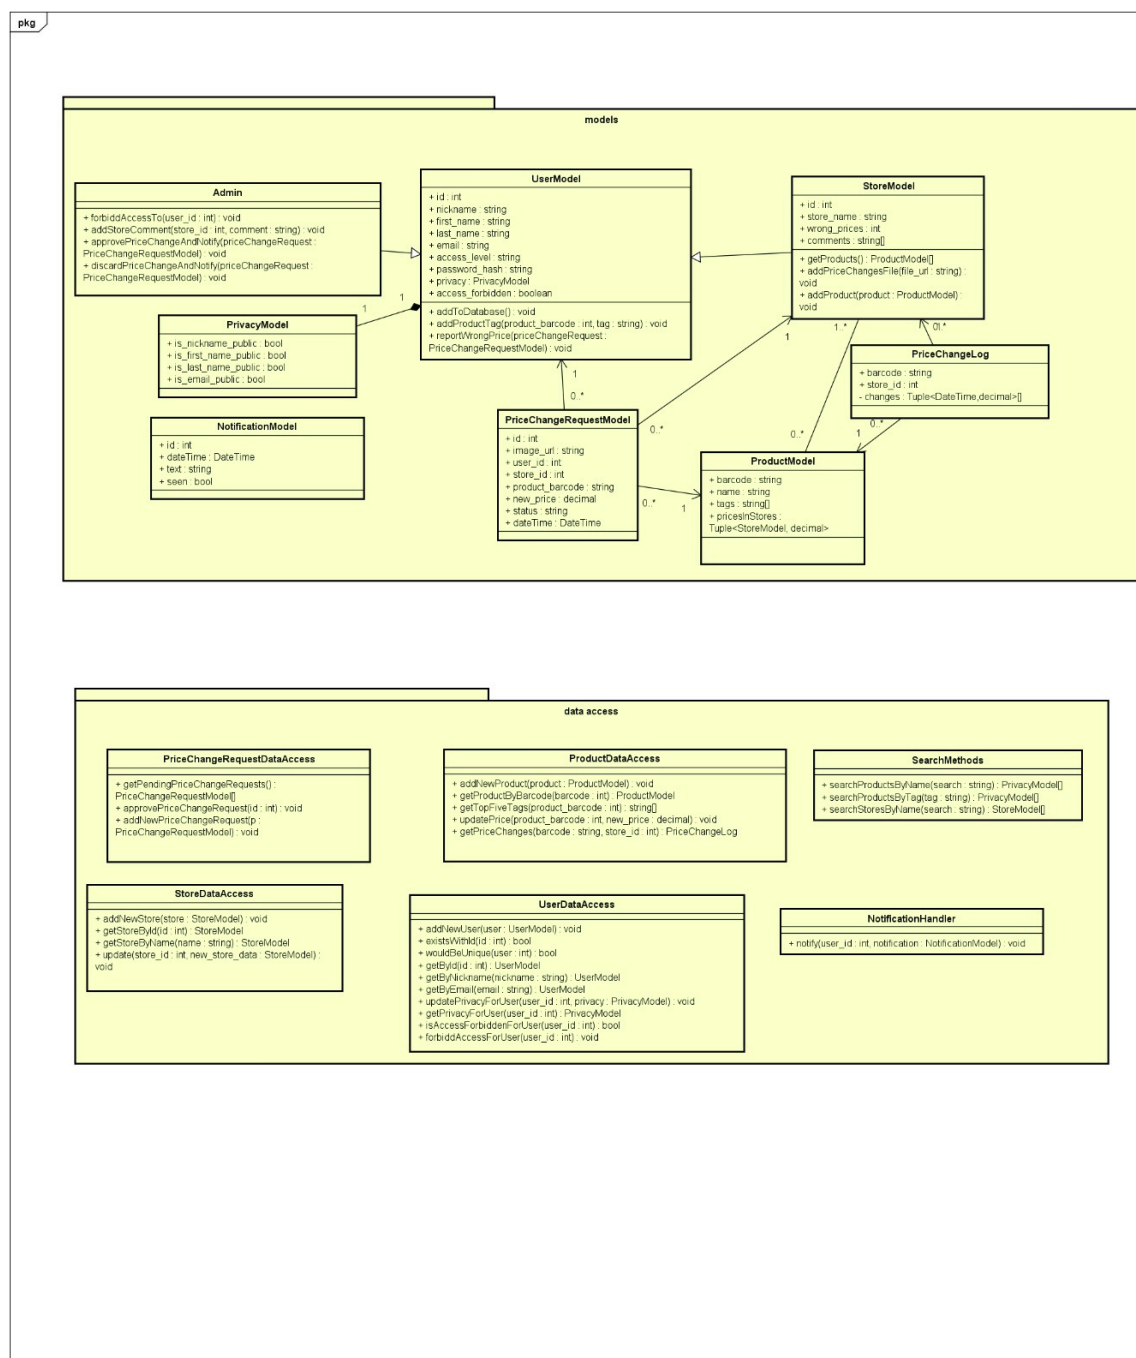 pkg
models
Admin
+ forbiddAccessTo(user_id : int) : void
+ addStoreComment(store_id : int, comment : string) : void
+ approvePriceChangeAndNotify(priceChangeRequest :
PriceChangeRequestModel) : void
+ discardPriceChangeAndNotify(priceChangeRequest :
PriceChangeRequestModel) : void
UserModel
+ id : int
+ nickname : string
+ first_name : string
+ last_name : string
+ email : string
+ access_level : string
+ password_hash : string
+ privacy : PrivacyModel
+ access_forbidden : boolean
+ addToDatabase() : void
+ addProductTag(product_barcode : int, tag : string) : void
+ reportWrongPrice(priceChangeRequest :
PriceChangeRequestModel) : void
StoreModel
+ id : int
+ store_name : string
+ wrong_prices : int
+ comments : string[]
+ getProducts() : ProductModel[]
+ addPriceChangesFile(file_url : string) :
void
+ addProduct(product : ProductModel) :
void
1
1
PrivacyModel
+ is_nickname_public : bool
+ is_first_name_public : bool
+ is_last_name_public : bool
+ is_email_public : bool
1..*
0l.*
1
PriceChangeLog
+ barcode : string
+ store_id : int
- changes : Tuple<DateTime,decimal>[]
1
0..*
NotificationModel
+ id : int
+ dateTime : DateTime
+ text : string
+ seen : bool
PriceChangeRequestModel
+ id : int
+ image_url : string
+ user_id : int
+ store_id : int
+ product_barcode : string
+ new_price : decimal
+ status : string
+ dateTime : DateTime
0..*
0..*
0..*
1
ProductModel
+ barcode : string
+ name : string
+ tags : string[]
+ pricesInStores :
Tuple<StoreModel, decimal>
0..*
1
data access
PriceChangeRequestDataAccess
+ getPendingPriceChangeRequests() :
PriceChangeRequestModel[]
+ approvePriceChangeRequest(id : int) : void
+ addNewPriceChangeRequest(p :
PriceChangeRequestModel) : void
ProductDataAccess
+ addNewProduct(product : ProductModel) : void
+ getProductByBarcode(barcode : int) : ProductModel
+ getTopFiveTags(product_barcode : int) : string[]
+ updatePrice(product_barcode : int, new_price : decimal) : void
+ getPriceChanges(barcode : string, store_id : int) : PriceChangeLog
SearchMethods
+ searchProductsByName(search : string) : PrivacyModel[]
+ searchProductsByTag(tag : string) : PrivacyModel[]
+ searchStoresByName(search : string) : StoreModel[]
StoreDataAccess
+ addNewStore(store : StoreModel) : void
+ getStoreById(id : int) : StoreModel
+ getStoreByName(name : string) : StoreModel
+ update(store_id : int, new_store_data : StoreModel) :
void
UserDataAccess
+ addNewUser(user : UserModel) : void
+ existsWithId(id : int) : bool
+ wouldBeUnique(user : int) : bool
+ getById(id : int) : UserModel
+ getByNickname(nickname : string) : UserModel
+ getByEmail(email : string) : UserModel
+ updatePrivacyForUser(user_id : int, privacy : PrivacyModel) : void
+ getPrivacyForUser(user_id : int) : PrivacyModel
+ isAccessForbiddenForUser(user_id : int) : bool
+ forbiddAccessForUser(user_id : int) : void
NotificationHandler
+ notify(user_id : int, notification : NotificationModel) : void